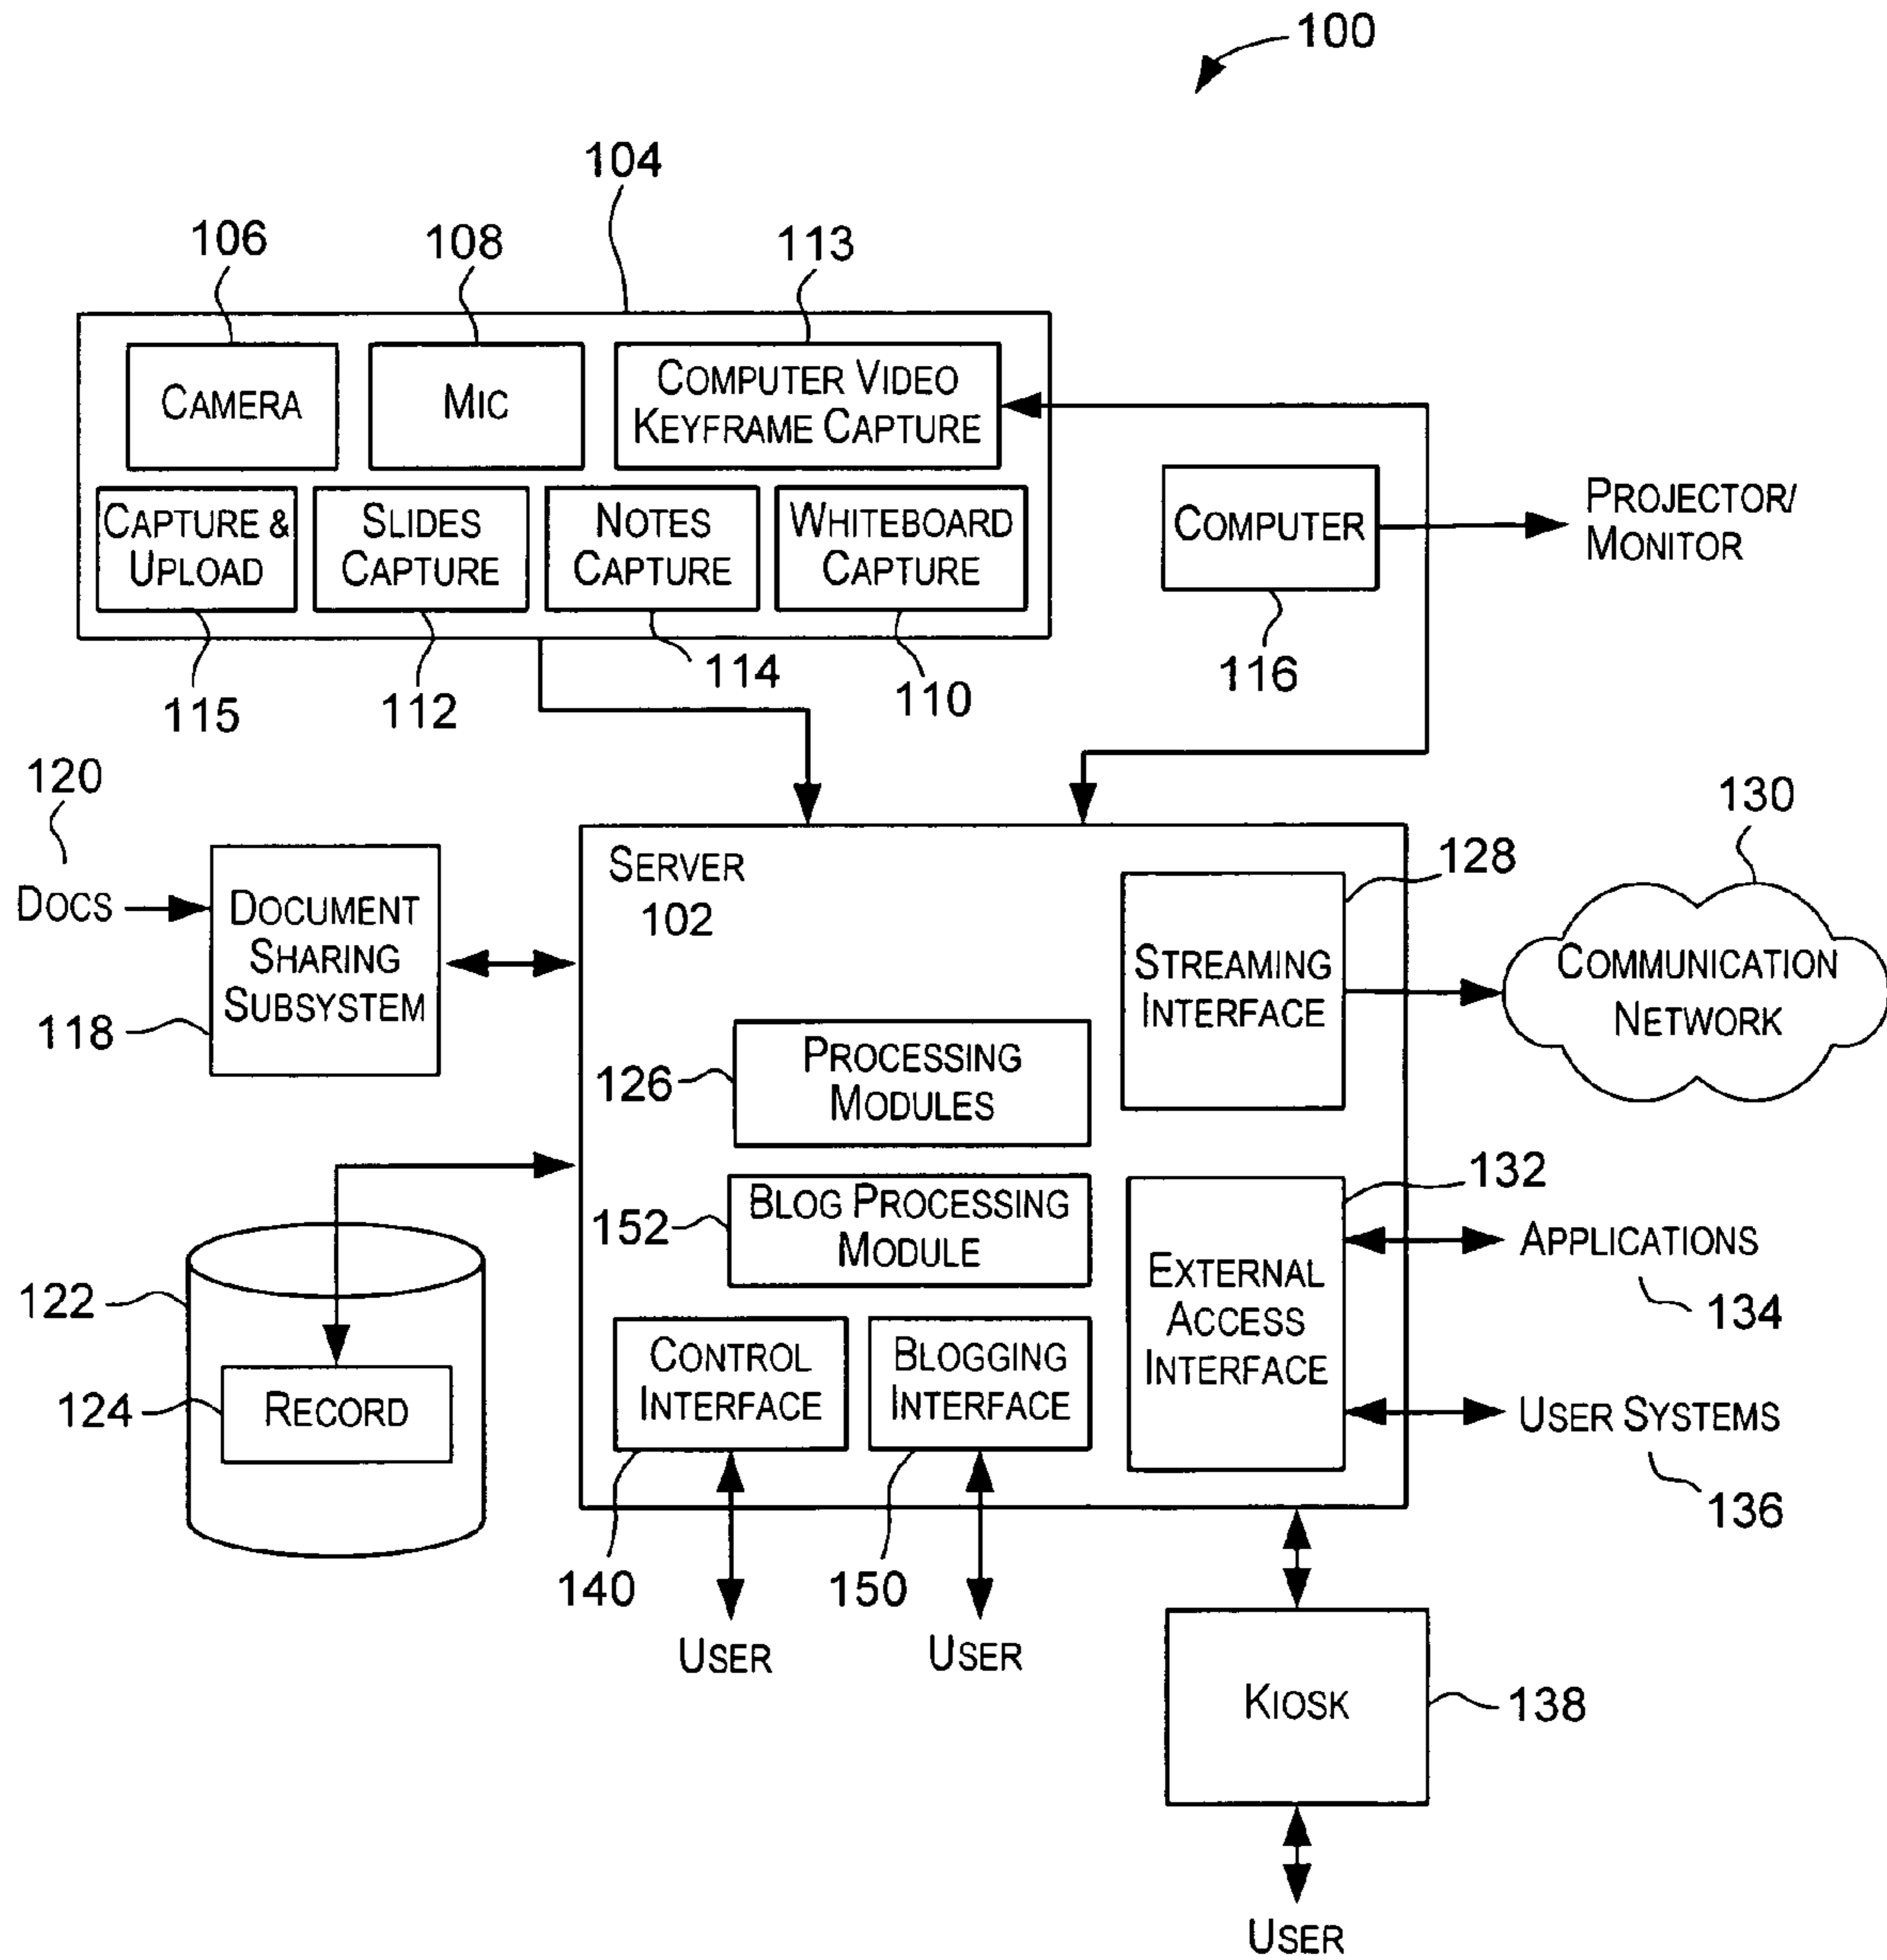 100
104
106
108
113
CAMERA
MIC
COMPUTER VIDEO
KEYFRAME CAPTURE
CAPTURE &
UPLOAD
SLIDES
CAPTURE
NOTES
CAPTURE
WHITEBOARD
CAPTURE
COMPUTER
PROJECTOR/
MONITOR
115
112
114
110
116
120
DOCS
DOCUMENT
SHARING
SUBSYSTEM
118
SERVER
102
128
130
STREAMING
INTERFACE
COMMUNICATION
NETWORK
126
PROCESSING
MODULES
152
BLOG PROCESSING
MODULE
132
EXTERNAL
ACCESS
INTERFACE
APPLICATIONS
134
USER SYSTEMS
136
122
124
RECORD
CONTROL
INTERFACE
BLOGGING
INTERFACE
140
150
USER
USER
KIOSK
138
USER